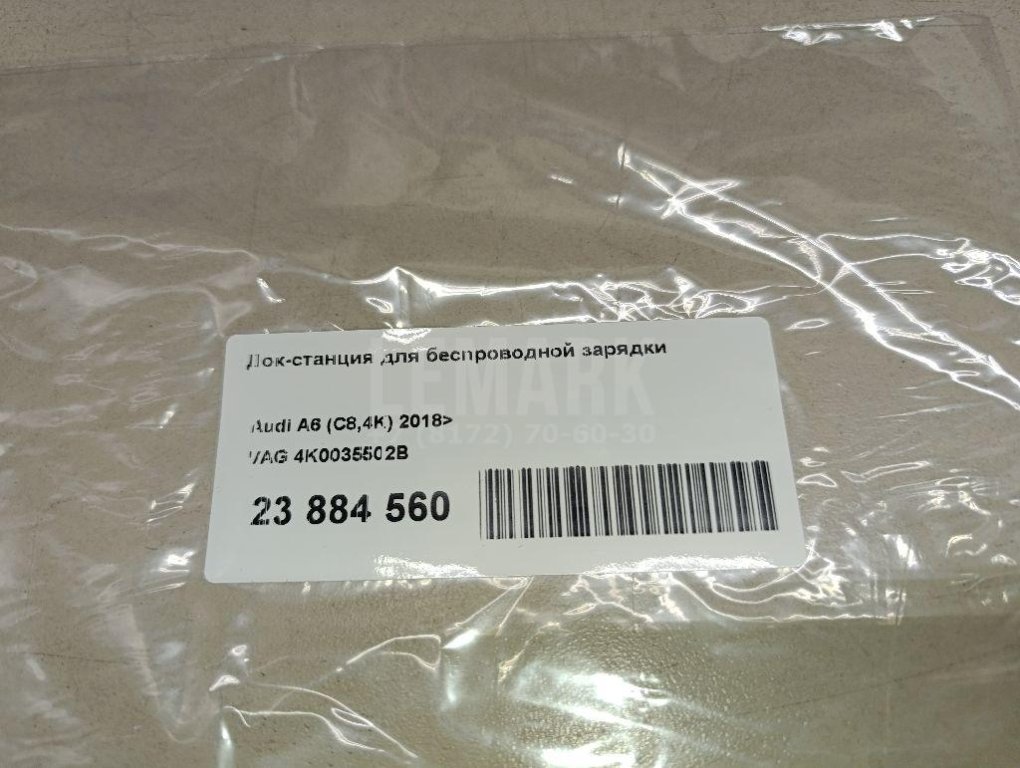 Док-станция для беспроводной зарядки
LEMARK
Audi A6 (C8,4K) 2018>
(8172) 70-60-30
VAG 4K0035502B
23 884 560